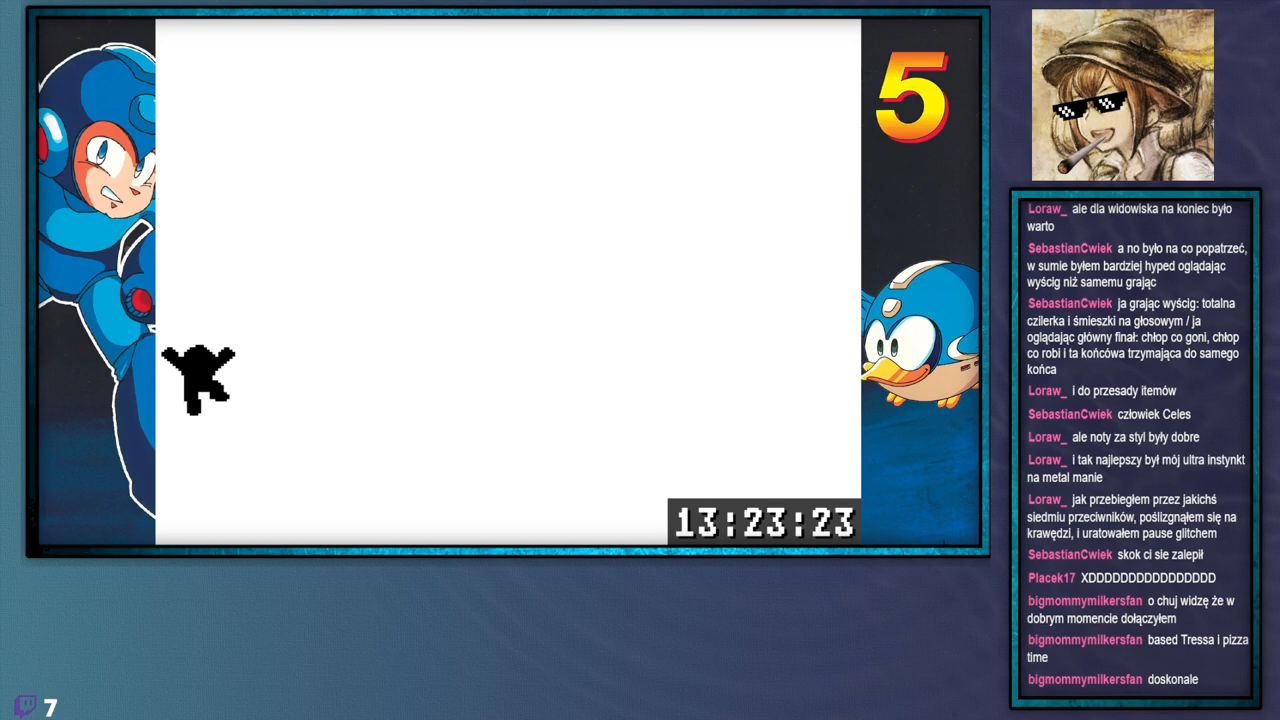 5
13:23:23
Loraw_ ale dla widowiska na koniec było
warto
SebastianCwiek a no było na co popatrzeć,
w sumie byłem bardziej hyped oglądając
wyścig niż samemu grając
SebastianCwiek ja grając wyścig: totalna
czilerka i śmieszki na głosowym / ja
oglądając główny finał: chłop co goni, chłop
co robi i ta końcówa trzymająca do samego
końca
Loraw_ i do przesady itemów
SebastianCwiek człowiek Celes
Loraw_ ale noty za styl były dobre
Loraw_ i tak najlepszy był mój ultra instynkt
na metal manie
Loraw_ jak przebiegłem przez jakichś
siedmiu przeciwników, poślizgnąłem się na
krawędzi, i uratowałem pause glitchem
SebastianCwiek skok ci sie zalepił
Placek17 XDDDDDDDDDDDDDDDD
bigmommymilkersfan o chuj widzę że w
dobrym momencie dołączyłem
bigmommymilkersfan based Tressa i pizza
time
bigmommymilkersfan doskonale
7